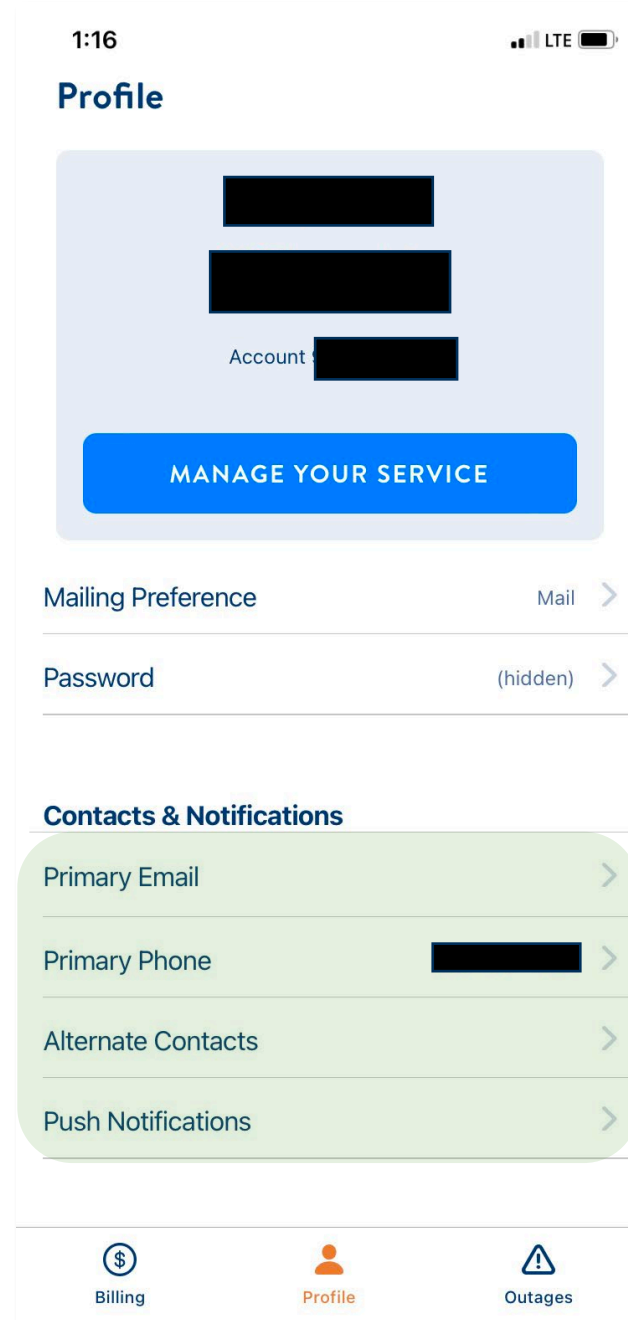 1:16 LTE
Profile
Account
MANAGE YOUR SERVICE
Mailing Preference Mail
Password (hidden)
Contacts & Notifications
Primary Email
Primary Phone
Alternate Contacts
Push Notifications
$ !
Billing Profile Outages